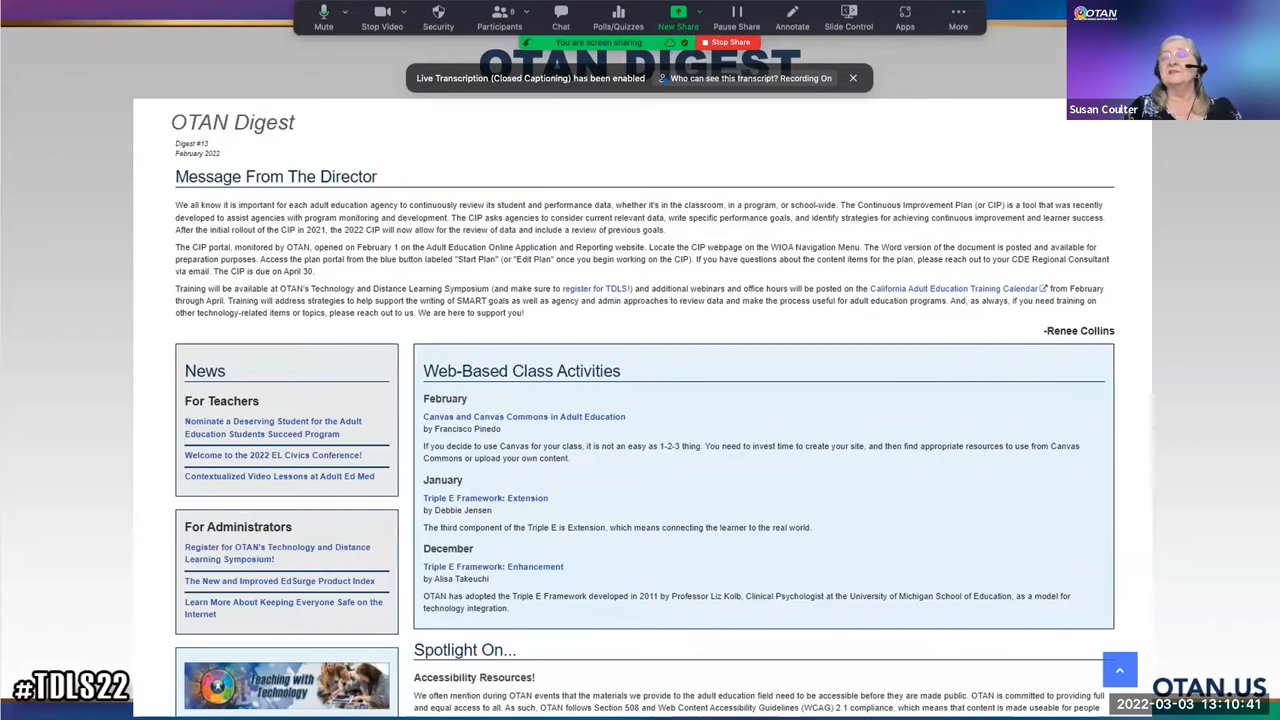 Mute
Stop Video
Security
Participants
8
Chat
Polls/Quizzes
New Share
Pause Share
Annotate
Slide Control
Apps
More
You are screen sharing
Stop Share
OTAN DIGEST
Live Transcription (Closed Captioning) has been enabled
Who can see this transcript? Recording On
OTAN
Susan Coulter
OTAN Digest
Digest #13
February 2022
Message From The Director
We all know it is important for each adult education agency to continuously review its student and performance data, whether it's in the classroom, in a program, or school-wide. The Continuous Improvement Plan (or CIP) is a tool that was recently
developed to assist agencies with program monitoring and development. The CIP asks agencies to consider current relevant data, write specific performance goals, and identify strategies for achieving continuous improvement and learner success.
After the initial rollout of the CIP in 2021, the 2022 CIP will now allow for the review of data and include a review of previous goals.
The CIP portal, monitored by OTAN, opened on February 1 on the Adult Education Online Application and Reporting website. Locate the CIP webpage on the WIOA Navigation Menu. The Word version of the document is posted and available for
preparation purposes. Access the plan portal from the blue button labeled "Start Plan" (or "Edit Plan" once you begin working on the CIP). If you have questions about the content items for the plan, please reach out to your CDE Regional Consultant
via email. The CIP is due on April 30.
Training will be available at OTAN's Technology and Distance Learning Symposium (and make sure to register for TDLS!) and additional webinars and office hours will be posted on the California Adult Education Training Calendar from February
through April. Training will address strategies to help support the writing of SMART goals as well as agency and admin approaches to review data and make the process useful for adult education programs. And, as always, if you need training on
other technology-related items or topics, please reach out to us. We are here to support you!
-Renee Collins
News
For Teachers
Nominate a Deserving Student for the Adult
Education Students Succeed Program
Welcome to the 2022 EL Civics Conference!
Contextualized Video Lessons at Adult Ed Med
For Administrators
Register for OTAN's Technology and Distance
Learning Symposium!
The New and Improved EdSurge Product Index
Learn More About Keeping Everyone Safe on the
Internet
Teaching with
Technology
Web-Based Class Activities
February
Canvas and Canvas Commons in Adult Education
by Francisco Pinedo
If you decide to use Canvas for your class, it is not an easy as 1-2-3 thing. You need to invest time to create your site, and then find appropriate resources to use from Canvas
Commons or upload your own content.
January
Triple E Framework: Extension
by Debbie Jensen
The third component of the Triple E is Extension, which means connecting the learner to the real world.
December
Triple E Framework: Enhancement
by Alisa Takeuchi
OTAN has adopted the Triple E Framework developed in 2011 by Professor Liz Kolb, Clinical Psychologist at the University of Michigan School of Education, as a model for
technology integration.
Spotlight On...
Accessibility Resources!
We often mention during OTAN events that the materials we provide to the adult education field need to be accessible before they are made public. OTAN is committed to providing full
and equal access to all. As such, OTAN follows Section 508 and Web Content Accessibility Guidelines (WCAG) 2.1 compliance, which means that content is made useable for people
#TDLS22
OTAN.US
2022-03-03 13:10:41